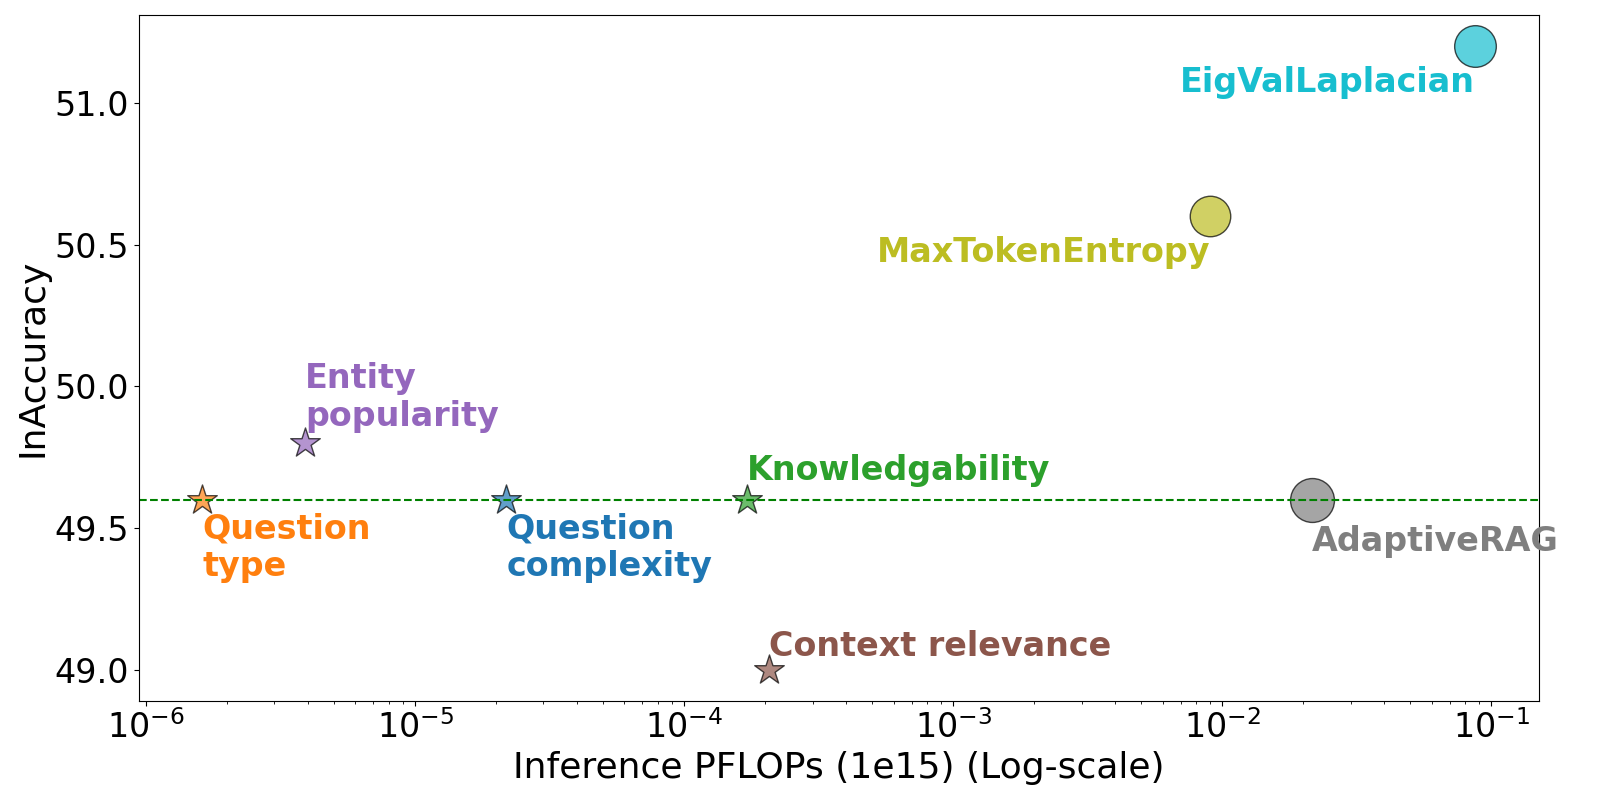 EigValLaplacian
51.0
MaxTokenEntropy
50.5
Entity
popularity
50.0
Knowledgability
49.5
Question
type
Question
complexity
AdaptiveRAG
Context relevance
49.0
InAccuracy
10⁻⁶ 10⁻⁵ 10⁻⁴ 10⁻³ 10⁻² 10⁻¹
Inference PFLOPs (1e15) (Log-scale)